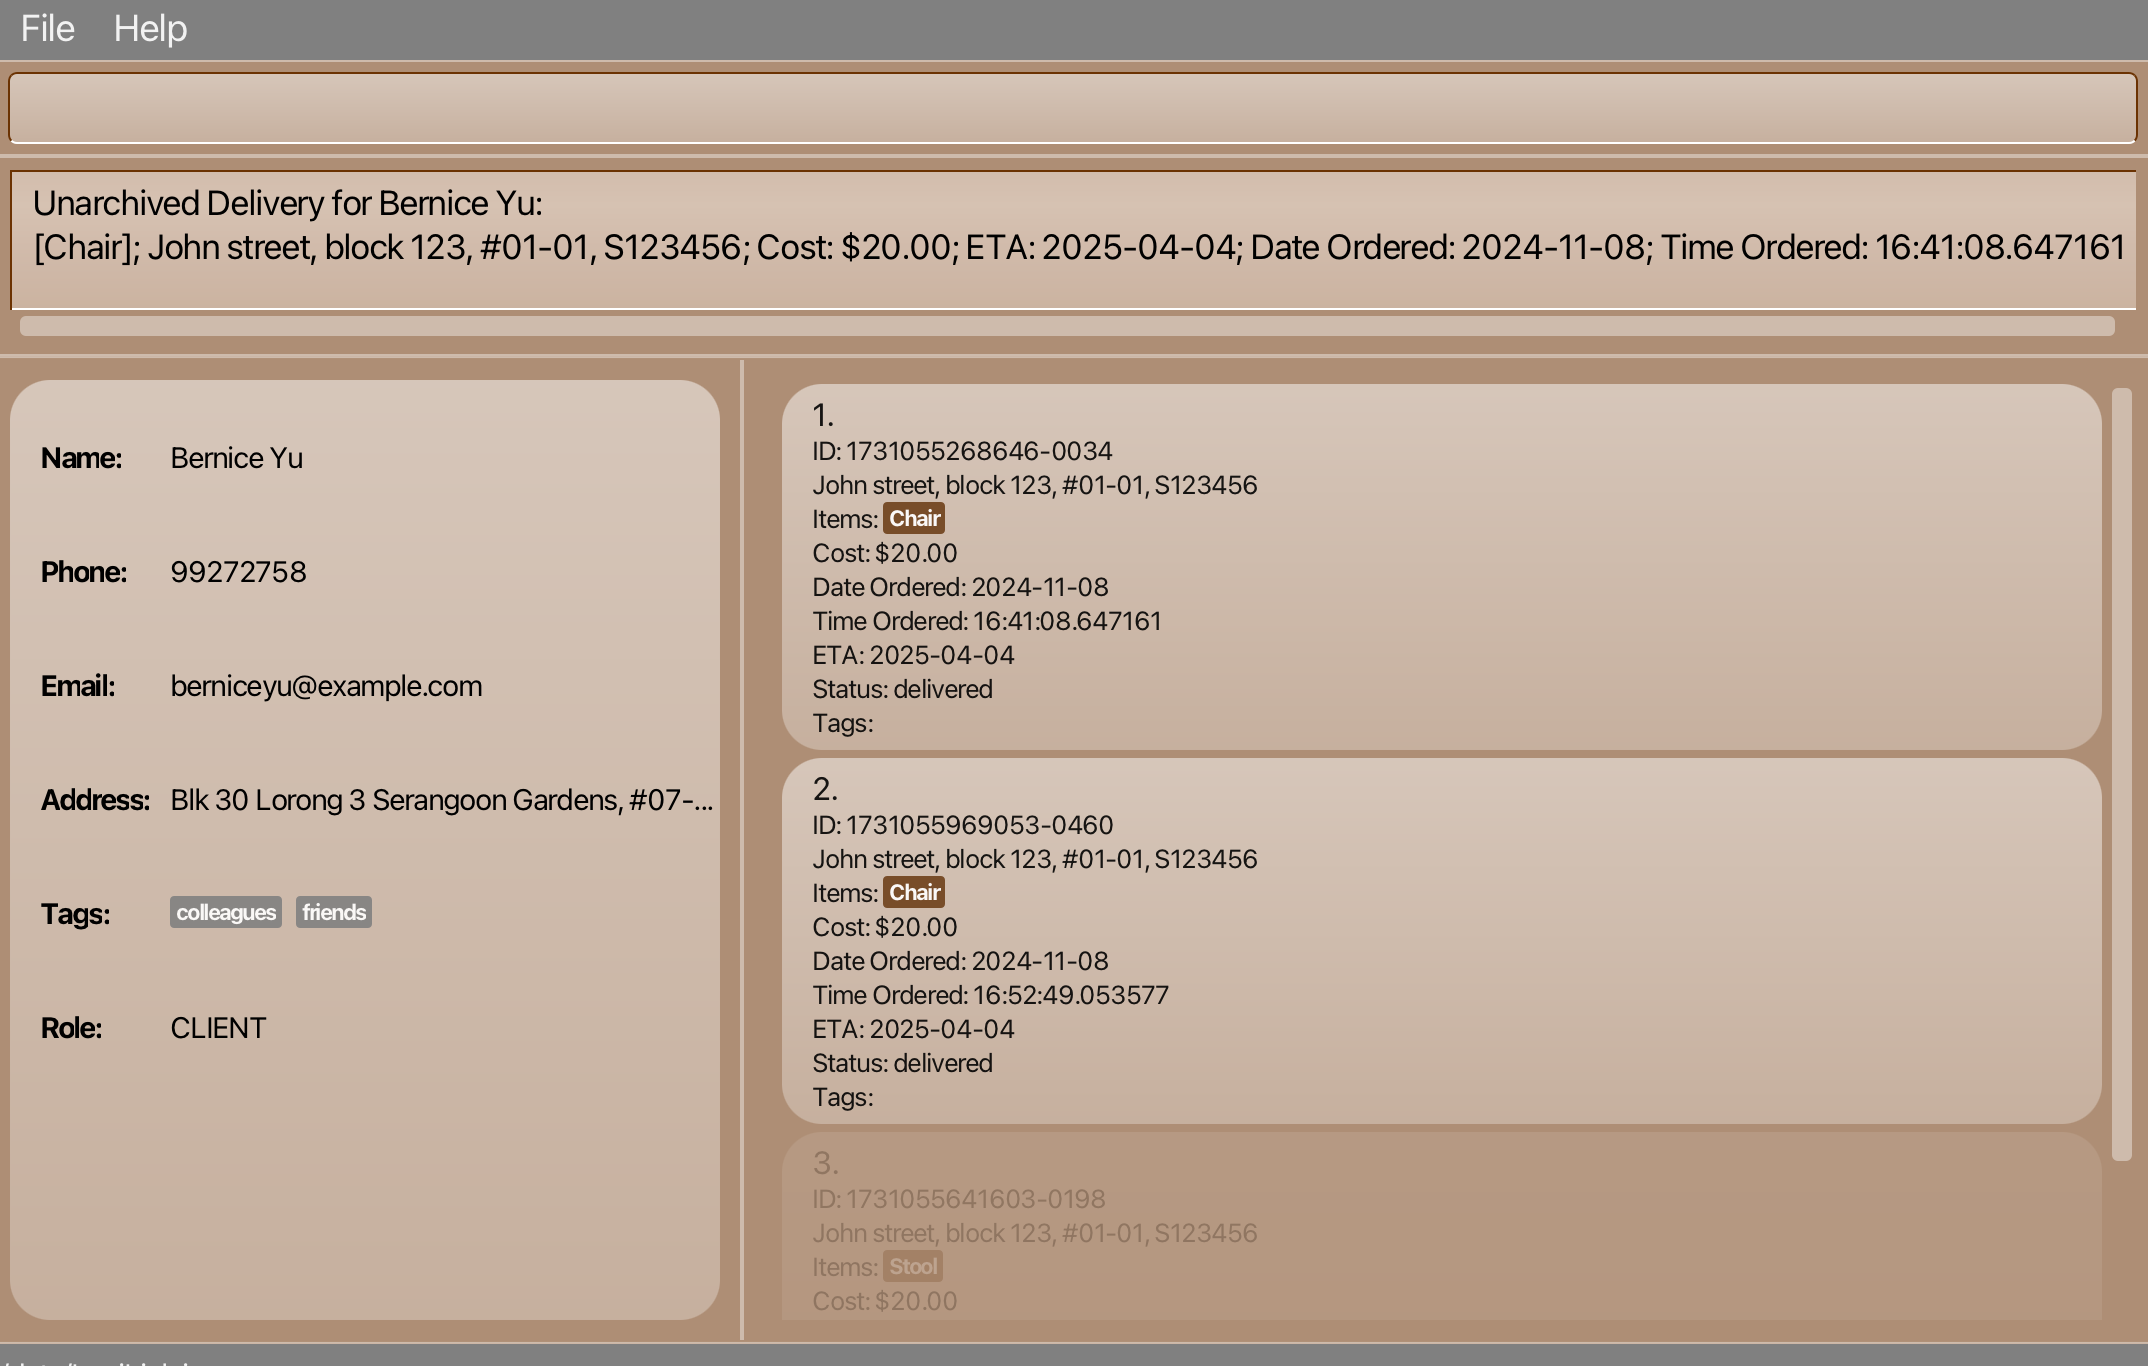 File Help
Unarchived Delivery for Bernice Yu:
[Chair]; John street, block 123, #01-01, S123456; Cost: $20.00; ETA: 2025-04-04; Date Ordered: 2024-11-08; Time Ordered: 16:41:08.647161
Name: Bernice Yu
Phone: 99272758
Email: berniceyu@example.com
Address: Blk 30 Lorong 3 Serangoon Gardens, #07-...
Tags: colleagues friends
Role: CLIENT
1.
ID: 1731055268646-0034
John street, block 123, #01-01, S123456
Items: Chair
Cost: $20.00
Date Ordered: 2024-11-08
Time Ordered: 16:41:08.647161
ETA: 2025-04-04
Status: delivered
Tags:
2.
ID: 1731055969053-0460
John street, block 123, #01-01, S123456
Items: Chair
Cost: $20.00
Date Ordered: 2024-11-08
Time Ordered: 16:52:49.053577
ETA: 2025-04-04
Status: delivered
Tags:
3.
ID: 1731055641603-0198
John street, block 123, #01-01, S123456
Items: Stool
Cost: $20.00